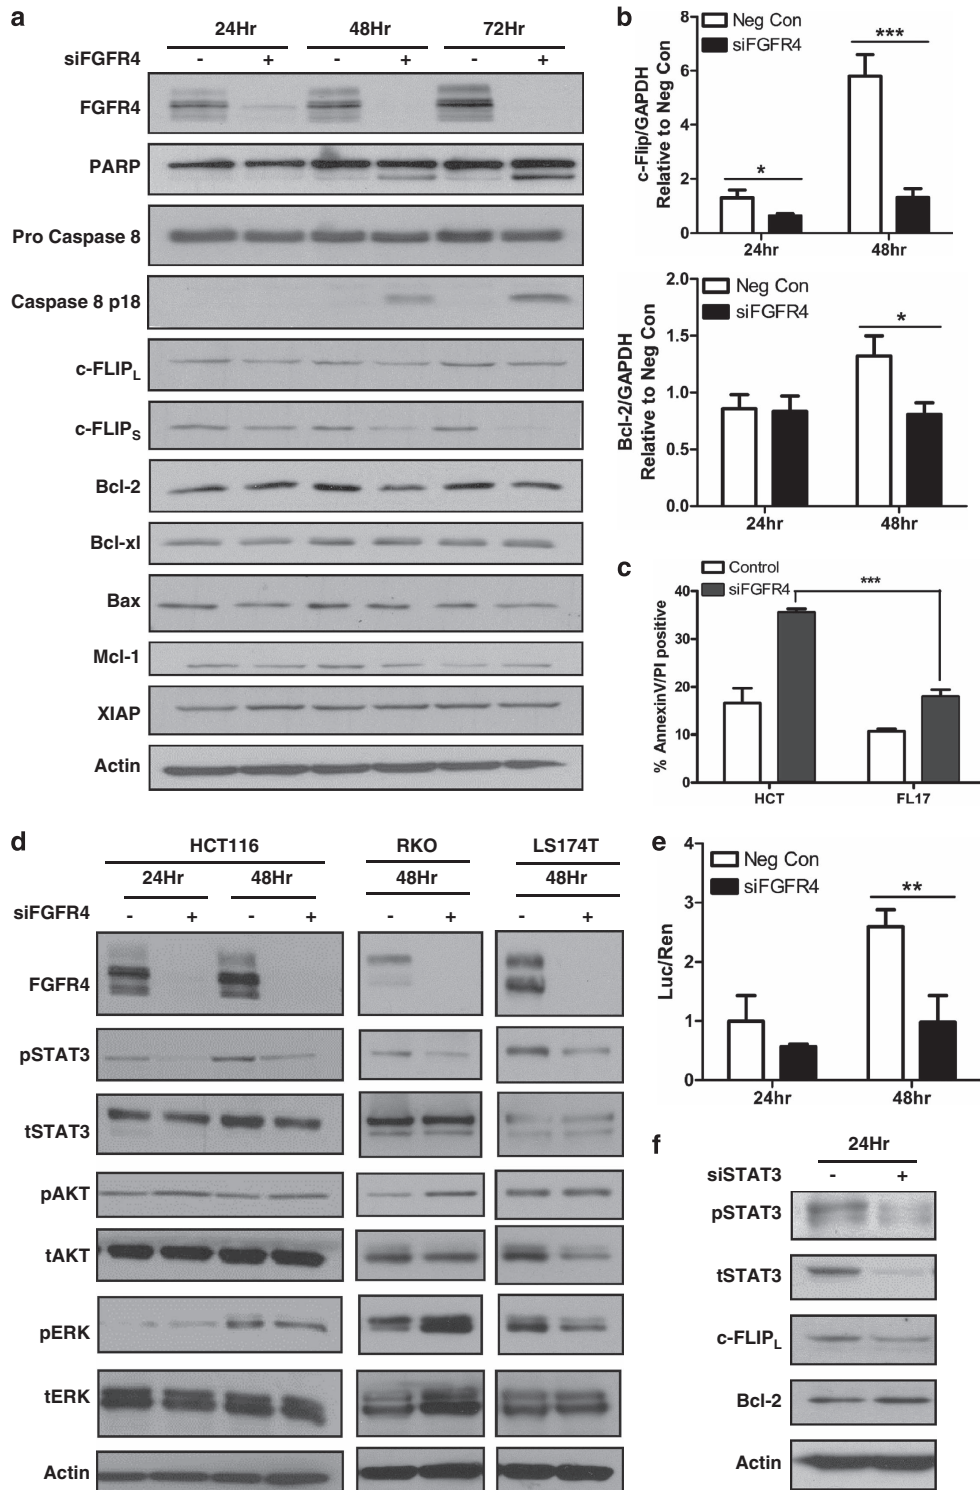 a
24Hr 48Hr 72Hr
siFGFR4 - + - + - +
FGFR4
PARP
Pro Caspase 8
Caspase 8 p18
c-FLIPL
c-FLIPS
Bcl-2
Bcl-xl
Bax
Mcl-1
XIAP
Actin
b
Neg Con
siFGFR4
c-Flip/GAPDH
Relative to Neg Con
8
6
4
2
0
*
***
24hr 48hr
Neg Con
siFGFR4
Bcl-2/GAPDH
Relative to Neg Con
2.0
1.5
1.0
0.5
0.0
*
24hr 48hr
c
Control
siFGFR4
% AnnexinV/PI positive
40
30
20
10
0
***
HCT FL17
d
HCT116 RKO LS174T
24Hr 48Hr 48Hr 48Hr
siFGFR4 - + - + - + - +
FGFR4
pSTAT3
tSTAT3
pAKT
tAKT
pERK
tERK
Actin
e
Neg Con
siFGFR4
Luc/Ren
4
3
2
1
0
**
24hr 48hr
f
24Hr
siSTAT3 - +
pSTAT3
tSTAT3
c-FLIPL
Bcl-2
Actin